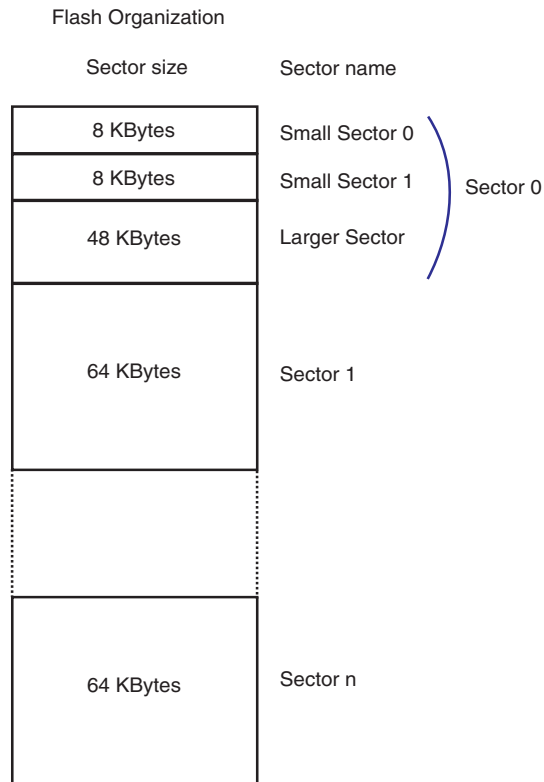 Flash Organization
Sector size Sector name
8 KBytes Small Sector 0
8 KBytes Small Sector 1 Sector 0
48 KBytes Larger Sector
64 KBytes Sector 1
64 KBytes Sector n